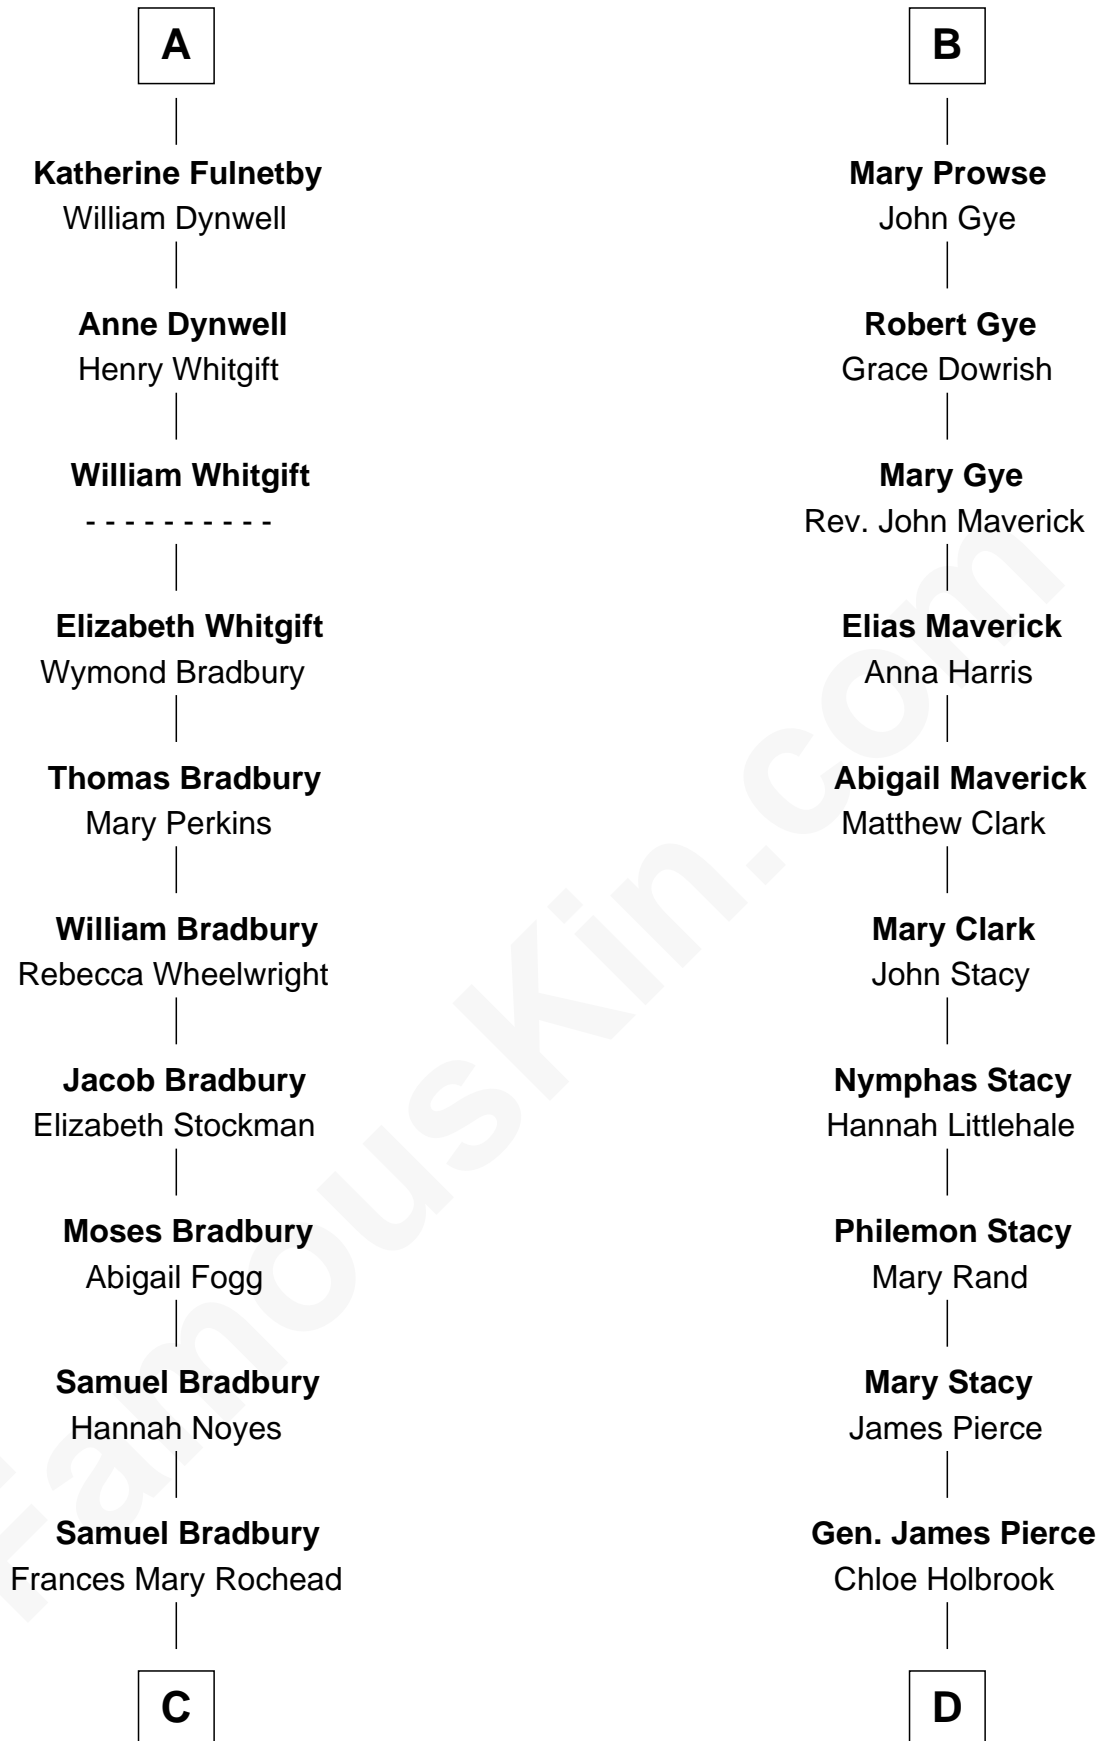 A
Katherine Fulnetby
William Dynwell
Anne Dynwell
Henry Whitgift
William Whitgift
- - - - - - - - - -
Elizabeth Whitgift
Wymond Bradbury
Thomas Bradbury
Mary Perkins
William Bradbury
Rebecca Wheelwright
Jacob Bradbury
Elizabeth Stockman
Moses Bradbury
Abigail Fogg
Samuel Bradbury
Hannah Noyes
Samuel Bradbury
Frances Mary Rochead
C
B
Mary Prowse
John Gye
Robert Gye
Grace Dowrish
Mary Gye
Rev. John Maverick
Elias Maverick
Anna Harris
Abigail Maverick
Matthew Clark
Mary Clark
John Stacy
Nymphas Stacy
Hannah Littlehale
Philemon Stacy
Mary Rand
Mary Stacy
James Pierce
Gen. James Pierce
Chloe Holbrook
D
FamousKin.com